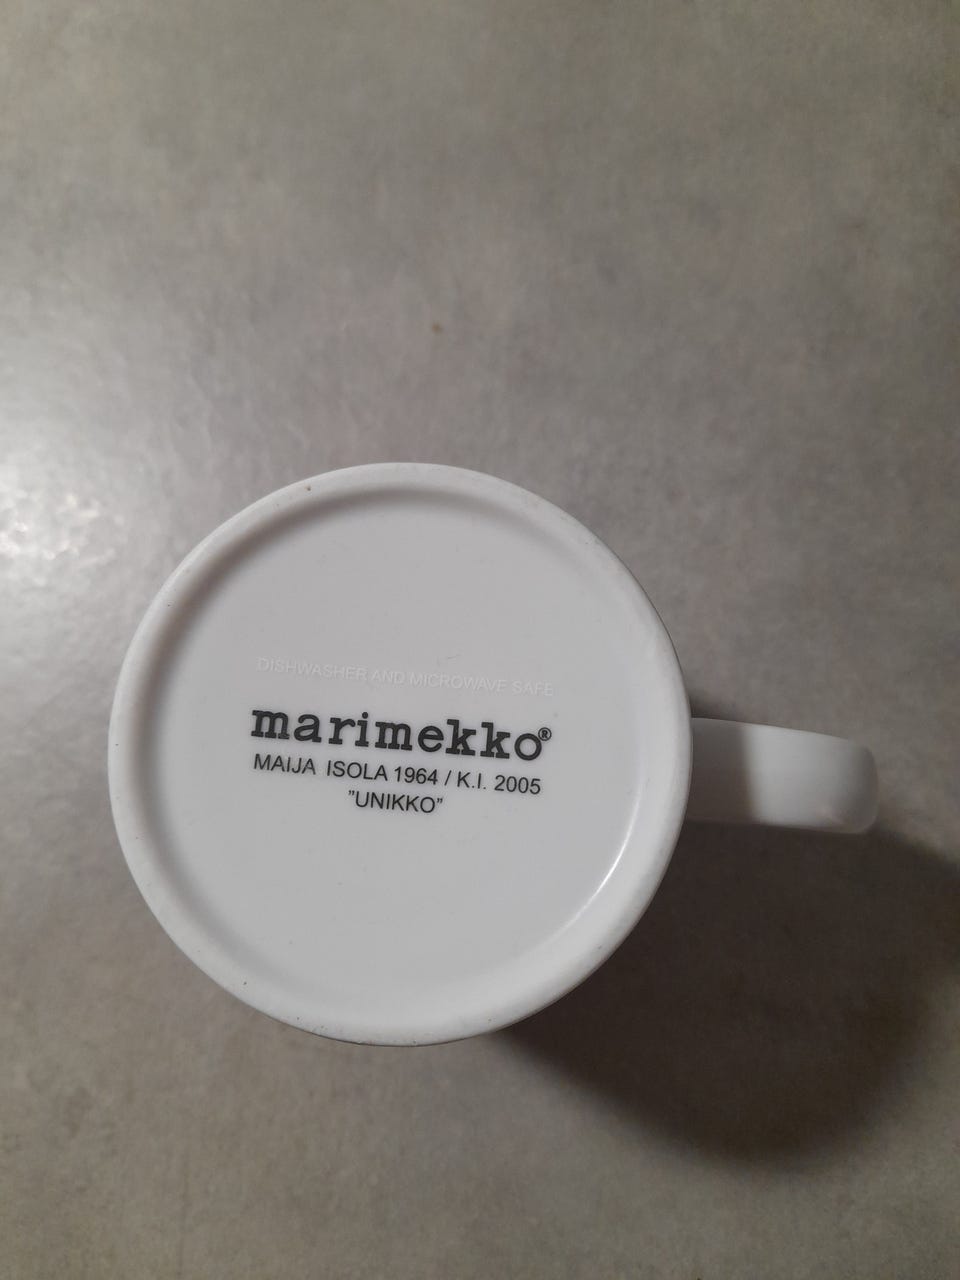 DISHWASHER AND MICROWAVE SAFE
marimekko®
MAIJA ISOLA 1964 / K.I. 2005
”UNIKKO”